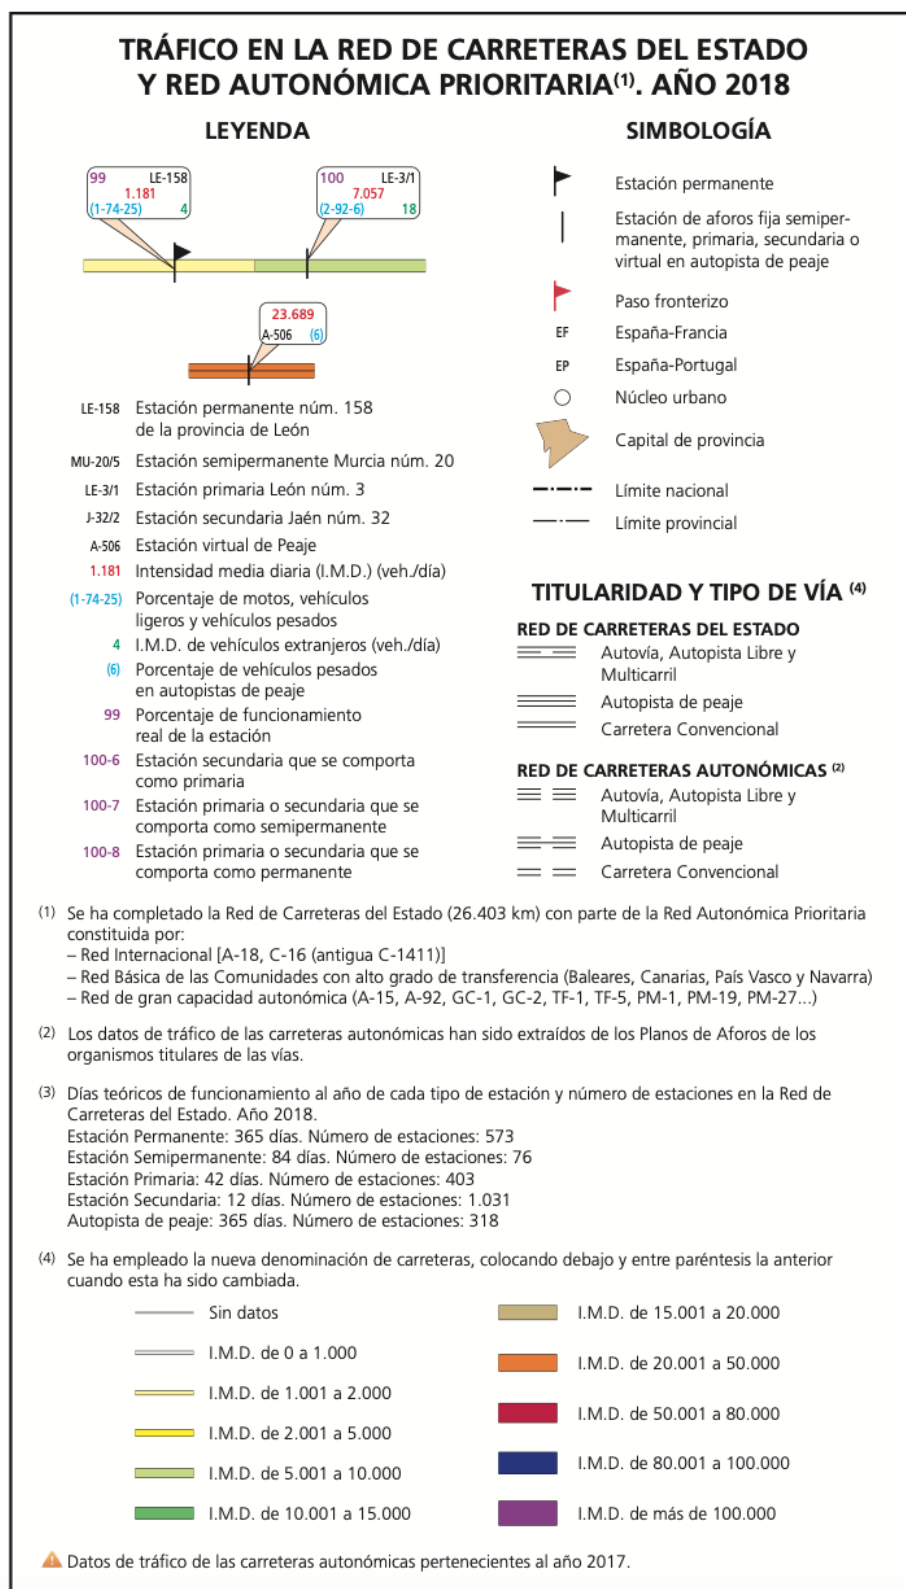 TRÁFICO EN LA RED DE CARRETERAS DEL ESTADO
Y RED AUTONÓMICA PRIORITARIA(1). AÑO 2018
LEYENDA
99 LE-158
1.181
(1-74-25) 4
100 LE-3/1
7.057
(2-92-6) 18
23.689
A-506 (6)
LE-158 Estación permanente núm. 158
de la provincia de León
MU-20/5 Estación semipermanente Murcia núm. 20
LE-3/1 Estación primaria León núm. 3
J-32/2 Estación secundaria Jaén núm. 32
A-506 Estación virtual de Peaje
1.181 Intensidad media diaria (I.M.D.) (veh./día)
(1-74-25) Porcentaje de motos, vehículos
ligeros y vehículos pesados
4 I.M.D. de vehículos extranjeros (veh./día)
(6) Porcentaje de vehículos pesados
en autopistas de peaje
99 Porcentaje de funcionamiento
real de la estación
100-6 Estación secundaria que se comporta
como primaria
100-7 Estación primaria o secundaria que se
comporta como semipermanente
100-8 Estación primaria o secundaria que se
comporta como permanente
SIMBOLOGÍA
Estación permanente
Estación de aforos fija semiper-
manente, primaria, secundaria o
virtual en autopista de peaje
Paso fronterizo
EF España-Francia
EP España-Portugal
Núcleo urbano
Capital de provincia
Límite nacional
Límite provincial
TITULARIDAD Y TIPO DE VÍA (4)
RED DE CARRETERAS DEL ESTADO
Autovía, Autopista Libre y
Multicarril
Autopista de peaje
Carretera Convencional
RED DE CARRETERAS AUTONÓMICAS (2)
Autovía, Autopista Libre y
Multicarril
Autopista de peaje
Carretera Convencional
(1) Se ha completado la Red de Carreteras del Estado (26.403 km) con parte de la Red Autonómica Prioritaria
constituida por:
– Red Internacional [A-18, C-16 (antigua C-1411)]
– Red Básica de las Comunidades con alto grado de transferencia (Baleares, Canarias, País Vasco y Navarra)
– Red de gran capacidad autonómica (A-15, A-92, GC-1, GC-2, TF-1, TF-5, PM-1, PM-19, PM-27...)
(2) Los datos de tráfico de las carreteras autonómicas han sido extraídos de los Planos de Aforos de los
organismos titulares de las vías.
(3) Días teóricos de funcionamiento al año de cada tipo de estación y número de estaciones en la Red de
Carreteras del Estado. Año 2018.
Estación Permanente: 365 días. Número de estaciones: 573
Estación Semipermanente: 84 días. Número de estaciones: 76
Estación Primaria: 42 días. Número de estaciones: 403
Estación Secundaria: 12 días. Número de estaciones: 1.031
Autopista de peaje: 365 días. Número de estaciones: 318
(4) Se ha empleado la nueva denominación de carreteras, colocando debajo y entre paréntesis la anterior
cuando esta ha sido cambiada.
Sin datos
I.M.D. de 0 a 1.000
I.M.D. de 1.001 a 2.000
I.M.D. de 2.001 a 5.000
I.M.D. de 5.001 a 10.000
I.M.D. de 10.001 a 15.000
I.M.D. de 15.001 a 20.000
I.M.D. de 20.001 a 50.000
I.M.D. de 50.001 a 80.000
I.M.D. de 80.001 a 100.000
I.M.D. de más de 100.000
Datos de tráfico de las carreteras autonómicas pertenecientes al año 2017.